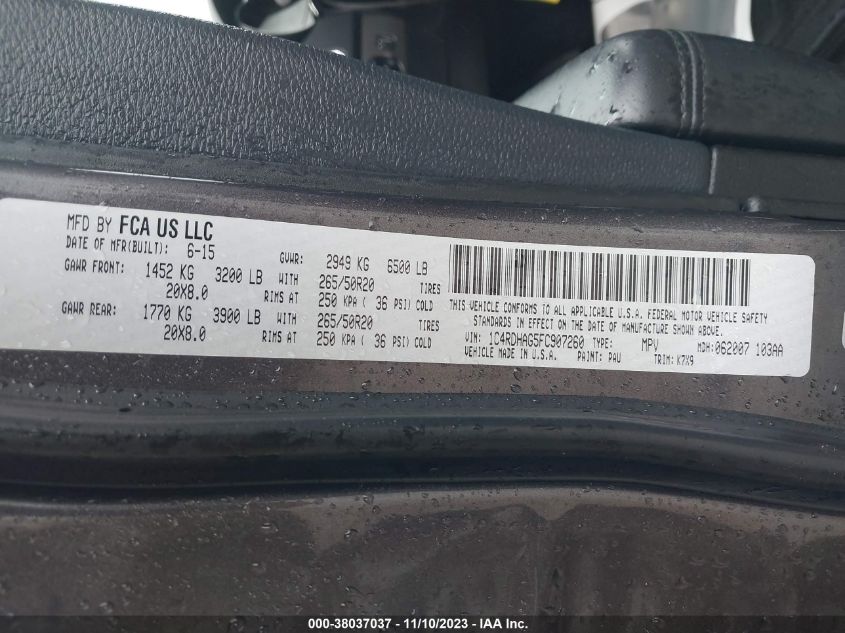 MFD BY FCA US LLC
DATE OF MFR(BUILT): 6-15 GVWR: 2949 KG 6500 LB
GAWR FRONT: 1452 KG 3200 LB WITH 265/50R20 TIRES
20X8.0 RIMS AT 250 KPA ( 36 PSI) COLD
GAWR REAR: 1770 KG 3900 LB WITH 265/50R20 TIRES
20X8.0 RIMS AT 250 KPA ( 36 PSI) COLD
THIS VEHICLE CONFORMS TO ALL APPLICABLE U.S.A. FEDERAL MOTOR VEHICLE SAFETY
STANDARDS IN EFFECT ON THE DATE OF MANUFACTURE SHOWN ABOVE.
VIN: 1C4RDHAG5FC907260 TYPE: MPV MDH: 062007 103AA
VEHICLE MADE IN U.S.A. PAINT: PAU TRIM: K7X9
000-38037037 - 11/10/2023 - IAA Inc.